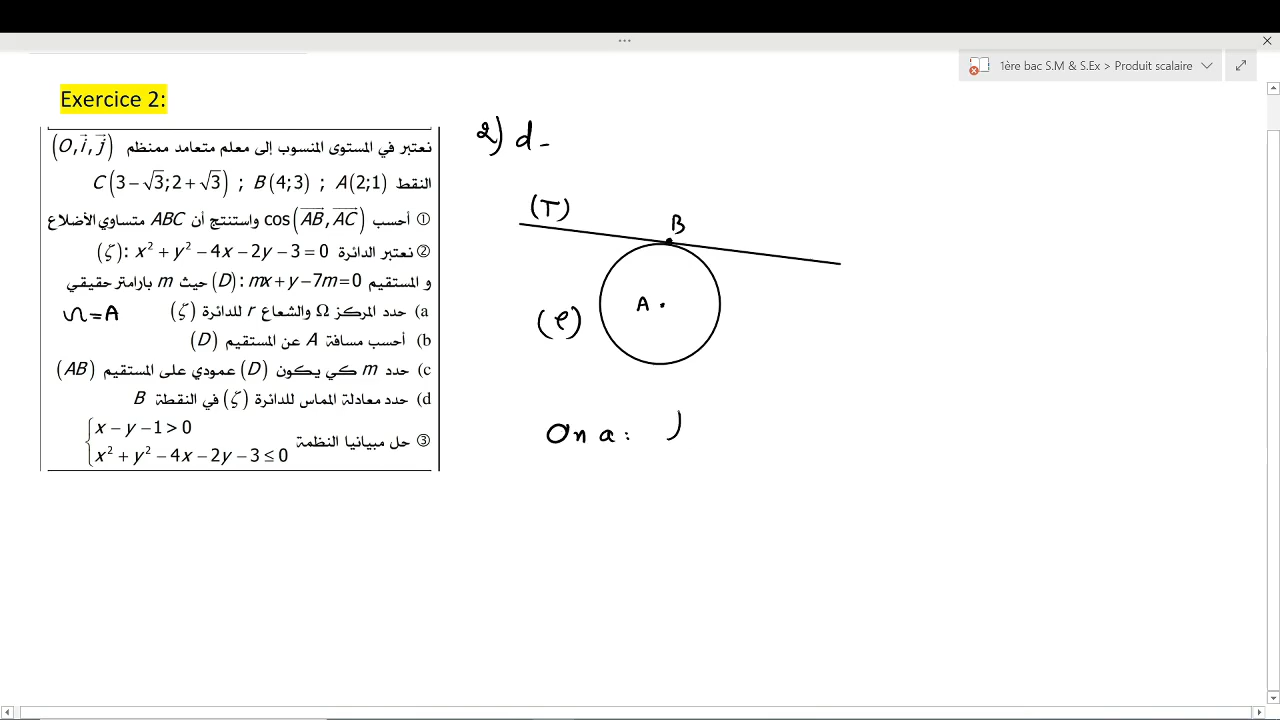 1ère bac S.M & S.Ex > Produit scalaire
Exercice 2:
نعتبر في المستوى المنسوب إلى معلم متعامد ممنظم (O, i⃗, j⃗)
النقط A(2;1) ; B(4;3) ; C(3−√3;2+√3)
① أحسب cos(AB⃗, AC⃗) واستنتج أن ABC متساوي الأضلاع
② نعتبر الدائرة (ζ): x² + y² − 4x − 2y − 3 = 0
و المستقيم (D): mx + y − 7m = 0 حيث m بارامتر حقيقي
a) حدد المركز Ω والشعاع r للدائرة (ζ) Ω = A
b) أحسب مسافة A عن المستقيم (D)
c) حدد m كي يكون (D) عمودي على المستقيم (AB)
d) حدد معادلة المماس للدائرة (ζ) في النقطة B
③ حل مبيانيا النظمة { x − y − 1 > 0
x² + y² − 4x − 2y − 3 ≤ 0
2) d -
(T)
B
A
(C)
On a :